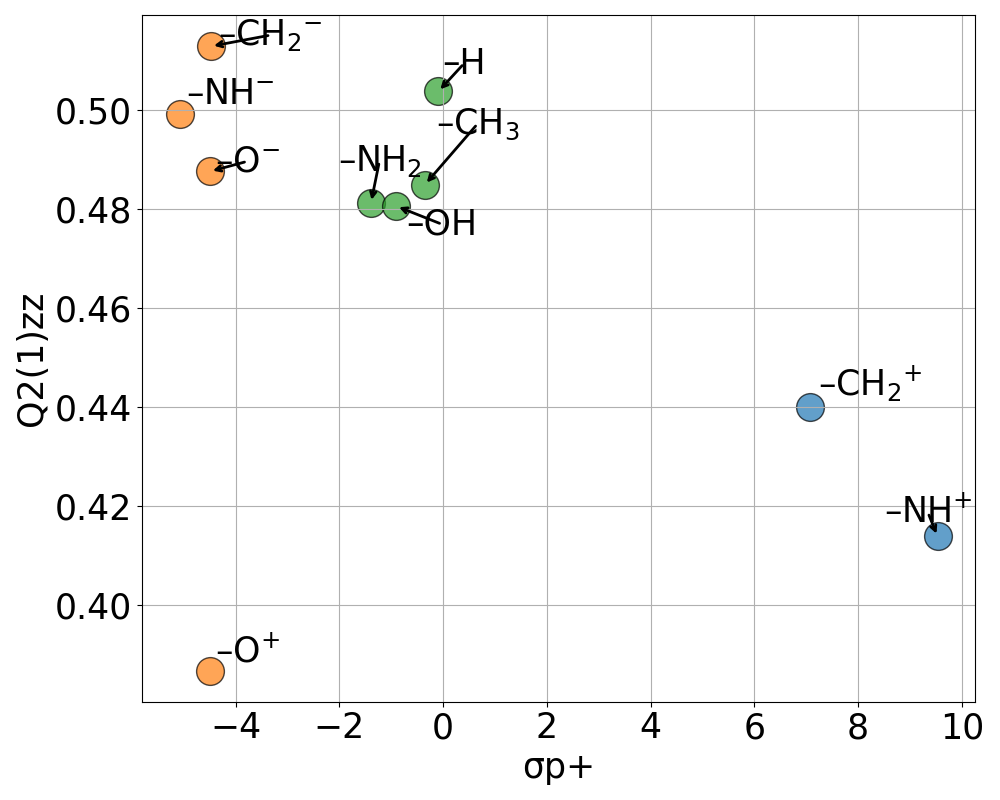 –CH₂⁻
–H
–NH⁻
0.50
–CH₃
–O⁻
–NH₂
0.48
–OH
0.46
Q2(1)zz
–CH₂⁺
0.44
–NH⁺
0.42
0.40
–O⁺
−4 −2 0 2 4 6 8 10
σp+